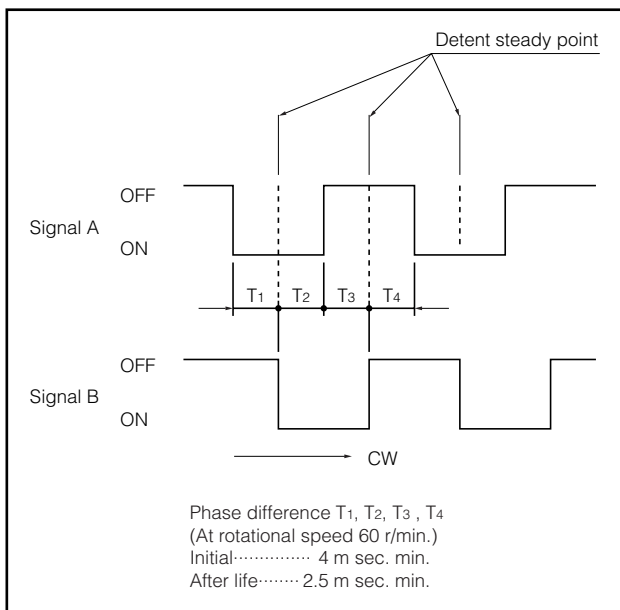 Detent steady point
OFF
Signal A
ON
T1 T2 T3 T4
OFF
Signal B
ON
CW
Phase difference T1, T2, T3 , T4
(At rotational speed 60 r/min.)
Initial··············· 4 m sec. min.
After life········ 2.5 m sec. min.